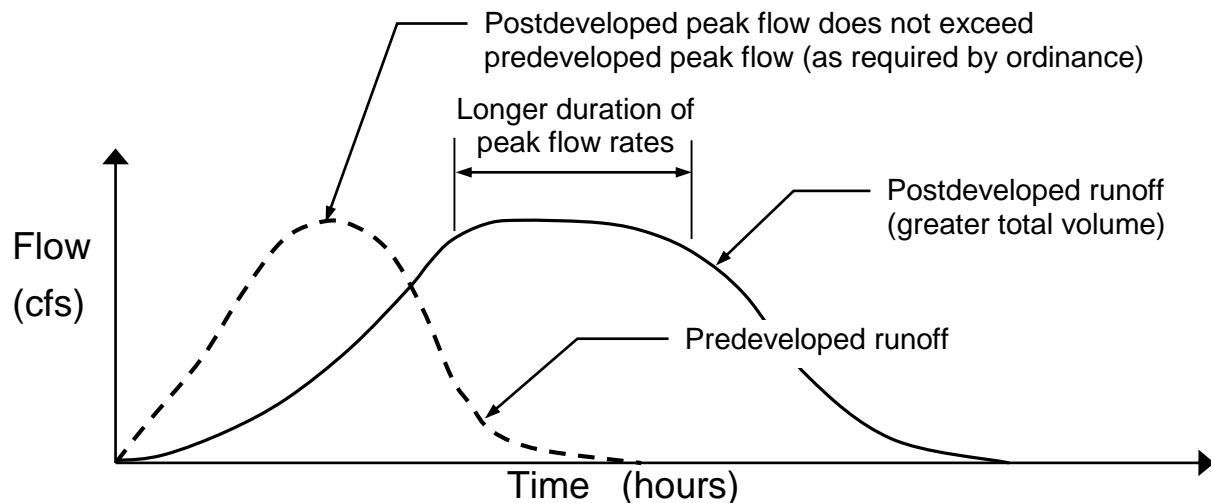 Postdeveloped peak flow does not exceed
predeveloped peak flow (as required by ordinance)
Longer duration of
peak flow rates
Postdeveloped runoff
(greater total volume)
Flow
(cfs)
Predeveloped runoff
Time (hours)